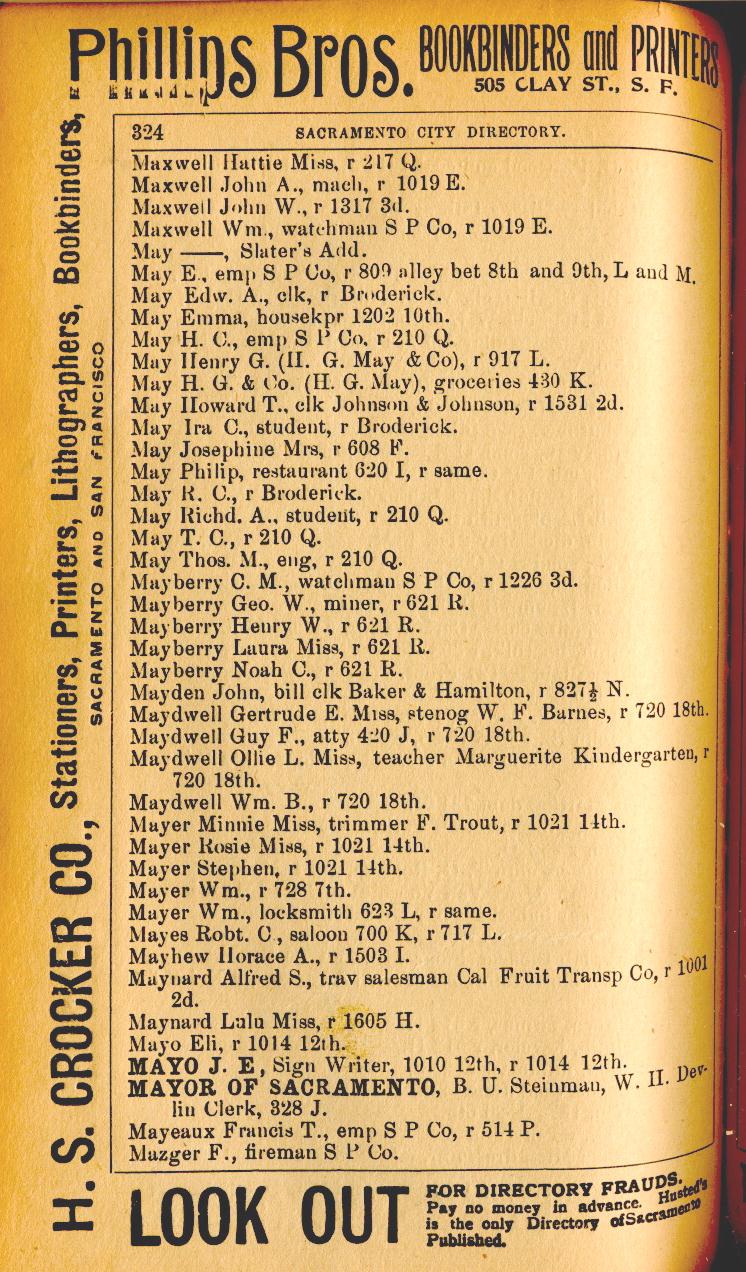 Phillips Bros. BOOKBINDERS and PRINTERS
505 CLAY ST., S. F.
H. S. CROCKER CO., Stationers, Printers, Lithographers, Bookbinders,
SACRAMENTO AND SAN FRANCISCO
324 SACRAMENTO CITY DIRECTORY.
Maxwell Hattie Miss, r 217 Q.
Maxwell John A., mach, r 1019 E.
Maxwell John W., r 1317 3d.
Maxwell Wm., watchman S P Co, r 1019 E.
May ——, Slater's Add.
May E., emp S P Co, r 809 alley bet 8th and 9th, L and M.
May Edw. A., clk, r Broderick.
May Emma, housekpr 1202 10th.
May H. C., emp S P Co, r 210 Q.
May Henry G. (H. G. May & Co), r 917 L.
May H. G. & Co. (H. G. May), groceries 430 K.
May Howard T., clk Johnson & Johnson, r 1531 2d.
May Ira C., student, r Broderick.
May Josephine Mrs, r 608 F.
May Philip, restaurant 620 I, r same.
May R. C., r Broderick.
May Richd. A., student, r 210 Q.
May T. C., r 210 Q.
May Thos. M., eng, r 210 Q.
Mayberry C. M., watchman S P Co, r 1226 3d.
Mayberry Geo. W., miner, r 621 R.
Mayberry Henry W., r 621 R.
Mayberry Laura Miss, r 621 R.
Mayberry Noah C., r 621 R.
Mayden John, bill clk Baker & Hamilton, r 827½ N.
Maydwell Gertrude E. Miss, stenog W. F. Barnes, r 720 18th.
Maydwell Guy F., atty 420 J, r 720 18th.
Maydwell Ollie L. Miss, teacher Marguerite Kindergarten, r
720 18th.
Maydwell Wm. B., r 720 18th.
Mayer Minnie Miss, trimmer F. Trout, r 1021 14th.
Mayer Rosie Miss, r 1021 14th.
Mayer Stephen, r 1021 14th.
Mayer Wm., r 728 7th.
Mayer Wm., locksmith 623 L, r same.
Mayes Robt. C., saloon 700 K, r 717 L.
Mayhew Horace A., r 1503 I.
Maynard Alfred S., trav salesman Cal Fruit Transp Co, r 1001
2d.
Maynard Lulu Miss, r 1605 H.
Mayo Eli, r 1014 12th.
MAYO J. E, Sign Writer, 1010 12th, r 1014 12th.
MAYOR OF SACRAMENTO, B. U. Steinman, W. H. Dev-
lin Clerk, 328 J.
Mayeaux Francis T., emp S P Co, r 514 P.
Mazger F., fireman S P Co.
LOOK OUT FOR DIRECTORY FRAUDS.
Pay no money in advance. Husted's
is the only Directory of Sacramento
Published.